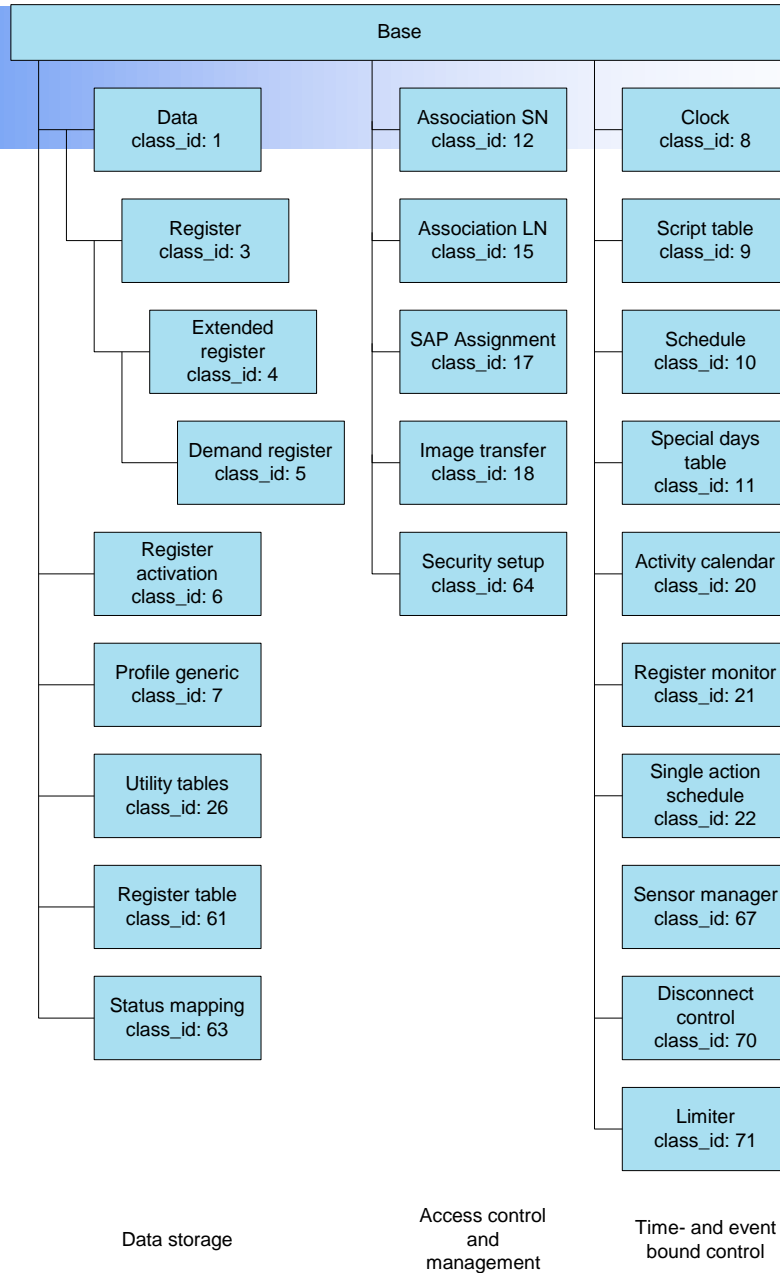 Base
Data
class_id: 1
Register
class_id: 3
Extended
register
class_id: 4
Demand register
class_id: 5
Register
activation
class_id: 6
Profile generic
class_id: 7
Utility tables
class_id: 26
Register table
class_id: 61
Status mapping
class_id: 63
Data storage
Association SN
class_id: 12
Association LN
class_id: 15
SAP Assignment
class_id: 17
Image transfer
class_id: 18
Security setup
class_id: 64
Access control
and
management
Clock
class_id: 8
Script table
class_id: 9
Schedule
class_id: 10
Special days
table
class_id: 11
Activity calendar
class_id: 20
Register monitor
class_id: 21
Single action
schedule
class_id: 22
Sensor manager
class_id: 67
Disconnect
control
class_id: 70
Limiter
class_id: 71
Time- and event
bound control